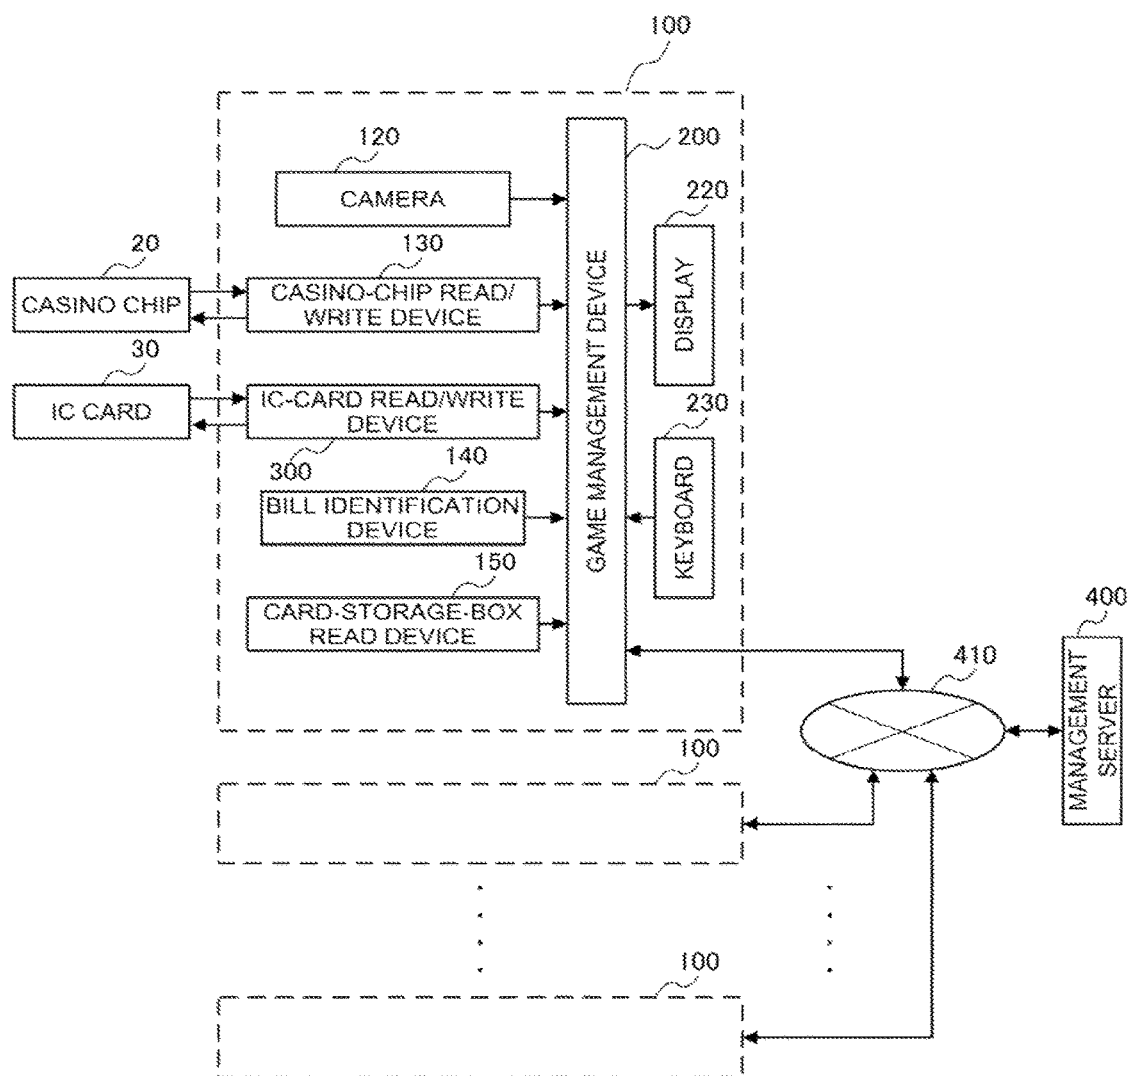 100
120
200
CAMERA
220
20
130
CASINO CHIP
CASINO-CHIP READ/
WRITE DEVICE
GAME MANAGEMENT DEVICE
DISPLAY
30
IC CARD
IC-CARD READ/WRITE
DEVICE
230
300
140
BILL IDENTIFICATION
DEVICE
KEYBOARD
150
CARD-STORAGE-BOX
READ DEVICE
400
410
MANAGEMENT
SERVER
100
100